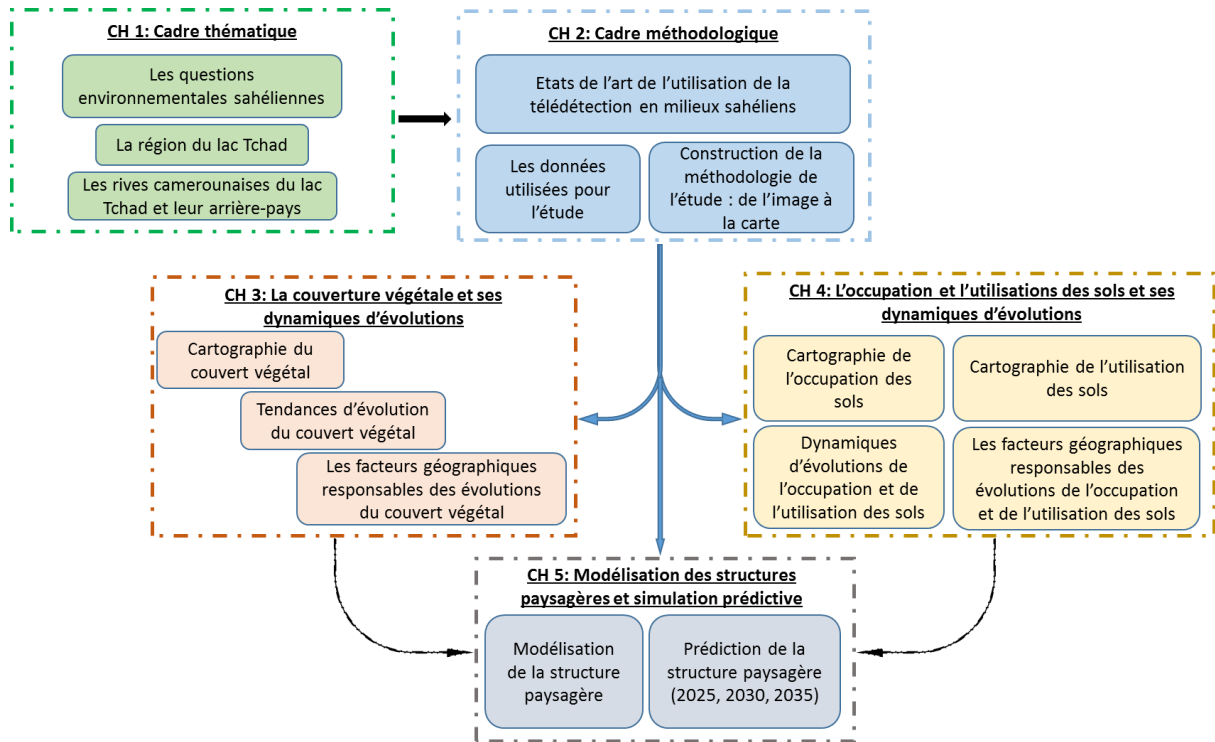 CH 1: Cadre thématique
Les questions
environnementales sahéliennes
La région du lac Tchad
Les rives camerounaises du lac
Tchad et leur arrière-pays
CH 2: Cadre méthodologique
Etats de l'art de l'utilisation de la
télédétection en milieux sahéliens
Les données
utilisées pour
l'étude
Construction de la
méthodologie de
l'étude : de l'image à
la carte
CH 3: La couverture végétale et ses
dynamiques d'évolutions
Cartographie du
couvert végétal
Tendances d'évolution
du couvert végétal
Les facteurs géographiques
responsables des évolutions
du couvert végétal
CH 4: L'occupation et l'utilisations des sols et ses
dynamiques d'évolutions
Cartographie de
l'occupation des
sols
Cartographie de l'utilisation
des sols
Dynamiques
d'évolutions de
l'occupation et de
l'utilisation des sols
Les facteurs géographiques
responsables des
évolutions de l'occupation
et de l'utilisation des sols
CH 5: Modélisation des structures
paysagères et simulation prédictive
Modélisation
de la structure
paysagère
Prédiction de la
structure paysagère
(2025, 2030, 2035)